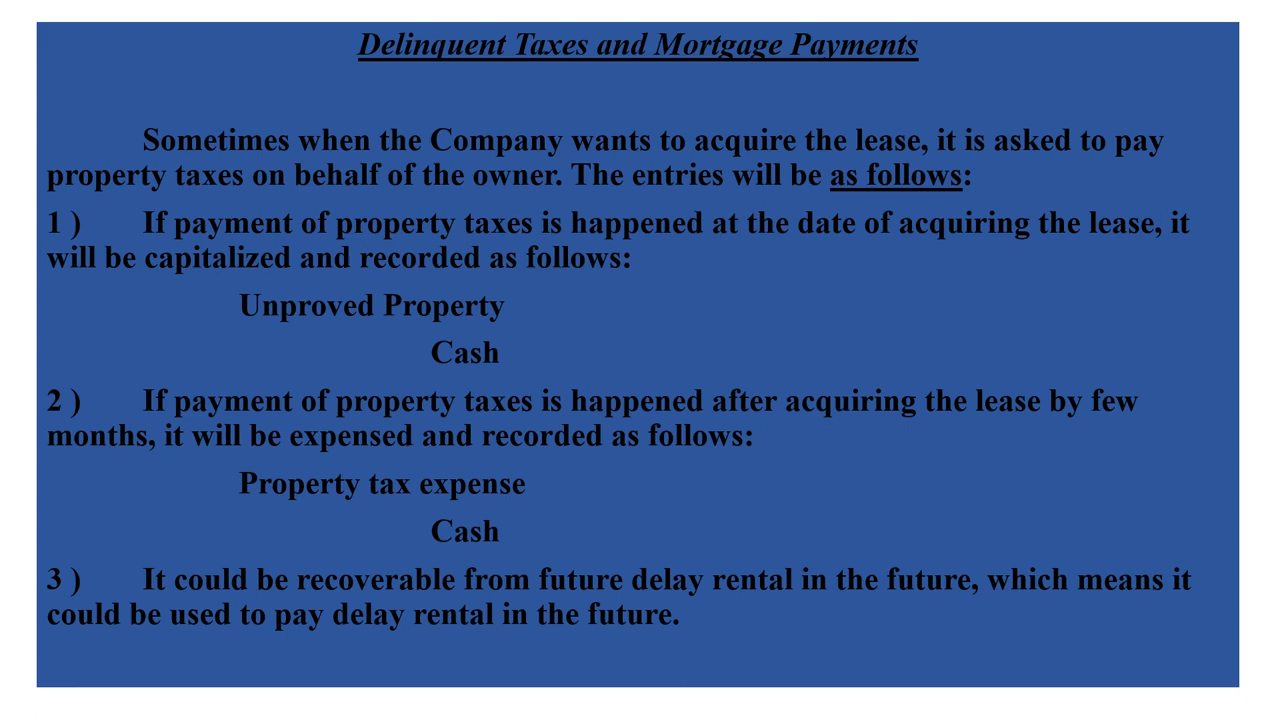 Delinquent Taxes and Mortgage Payments
Sometimes when the Company wants to acquire the lease, it is asked to pay
property taxes on behalf of the owner. The entries will be as follows:
1 ) If payment of property taxes is happened at the date of acquiring the lease, it
will be capitalized and recorded as follows:
Unproved Property
Cash
2 ) If payment of property taxes is happened after acquiring the lease by few
months, it will be expensed and recorded as follows:
Property tax expense
Cash
3 ) It could be recoverable from future delay rental in the future, which means it
could be used to pay delay rental in the future.